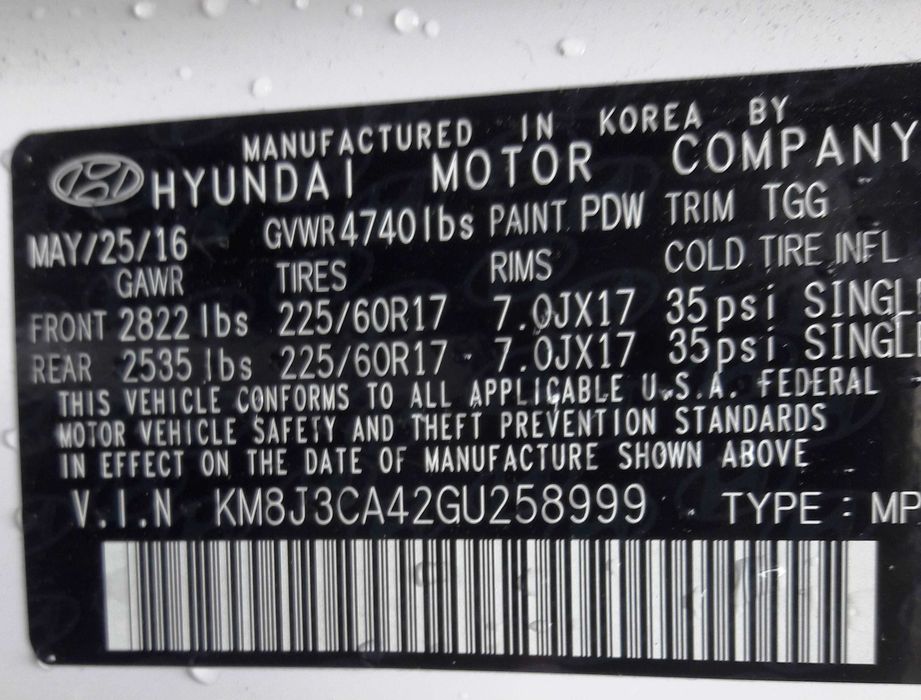 MANUFACTURED IN KOREA BY
HYUNDAI MOTOR COMPANY
MAY/25/16 GVWR 4740lbs PAINT PDW TRIM TGG
GAWR TIRES RIMS COLD TIRE INFL
FRONT 2822 lbs 225/60R17 7.0JX17 35psi SINGL
REAR 2535 lbs 225/60R17 7.0JX17 35psi SINGL
THIS VEHICLE CONFORMS TO ALL APPLICABLE U.S.A. FEDERAL
MOTOR VEHICLE SAFETY AND THEFT PREVENTION STANDARDS
IN EFFECT ON THE DATE OF MANUFACTURE SHOWN ABOVE
V.I.N KM8J3CA42GU258999 TYPE : MP